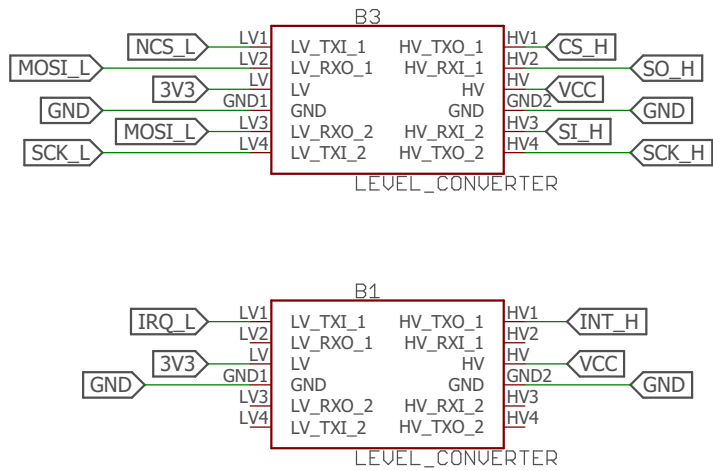 B3
NCS_L LV1 LV_TXI_1 HV_TXO_1 HV1 CS_H
MOSI_L LV2 LV_RXO_1 HV_RXI_1 HV2 SO_H
3V3 LV LV HV HV VCC
GND GND1 GND GND GND2 GND
MOSI_L LV3 LV_RXO_2 HV_RXI_2 HV3 SI_H
SCK_L LV4 LV_TXI_2 HV_TXO_2 HV4 SCK_H
LEVEL_CONVERTER
B1
IRQ_L LV1 LV_TXI_1 HV_TXO_1 HV1 INT_H
LV2 LV_RXO_1 HV_RXI_1 HV2
3V3 LV LV HV HV VCC
GND GND1 GND GND GND2 GND
LV3 LV_RXO_2 HV_RXI_2 HV3
LV4 LV_TXI_2 HV_TXO_2 HV4
LEVEL_CONVERTER